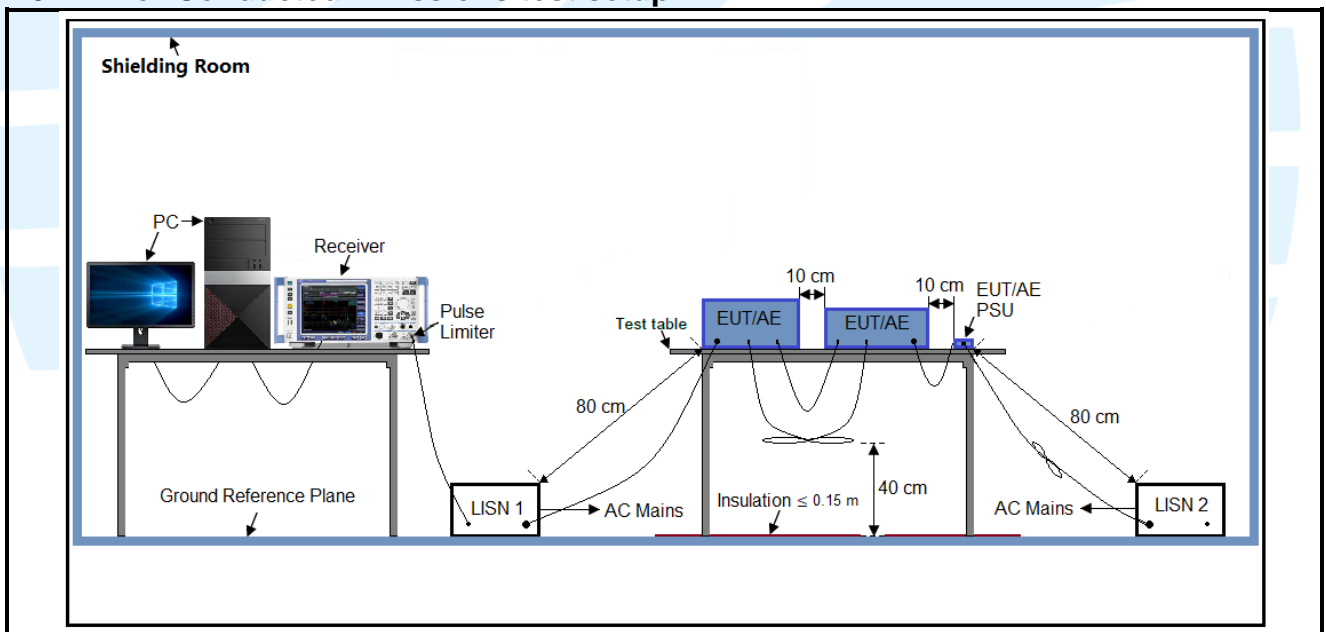 Shielding Room
PC
Receiver
Pulse
Limiter
Test table
10 cm
10 cm
EUT/AE
PSU
EUT/AE
EUT/AE
80 cm
80 cm
40 cm
Ground Reference Plane
LISN 1
AC Mains
Insulation ≤ 0.15 m
AC Mains
LISN 2